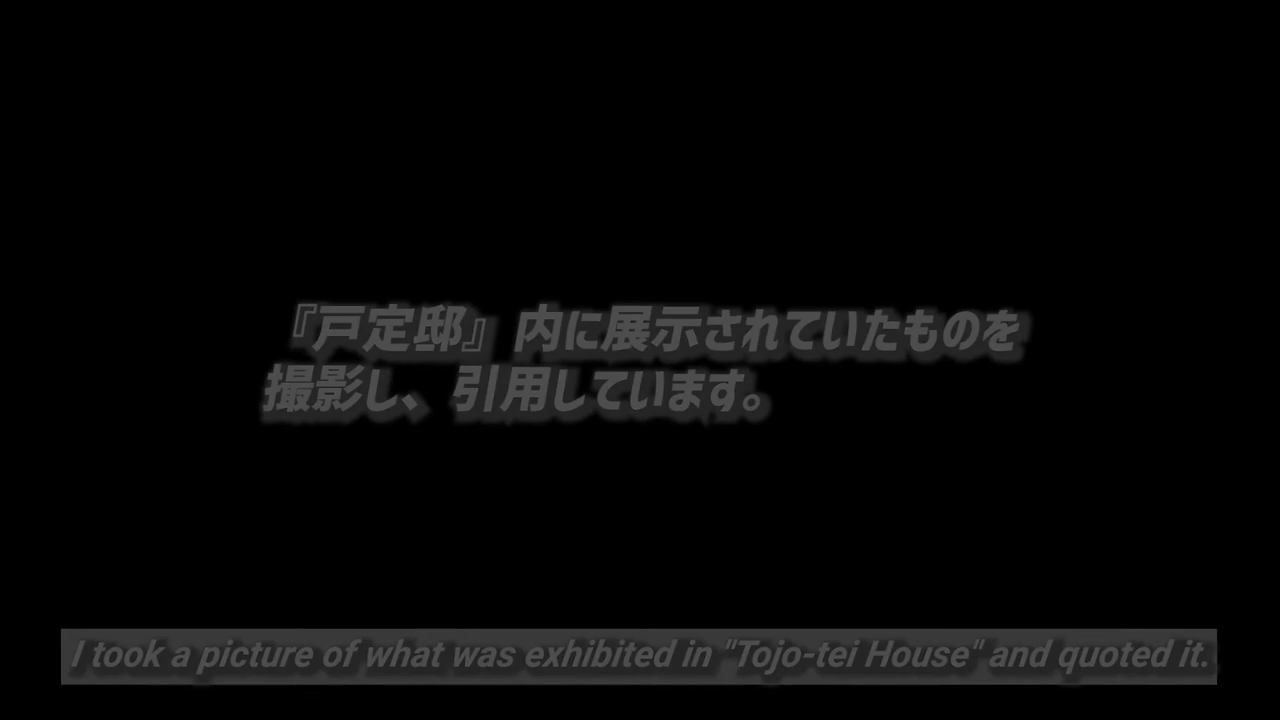 『戸定邸』内に展示されていたものを
撮影し、引用しています。
I took a picture of what was exhibited in "Tojo-tei House" and quoted it.